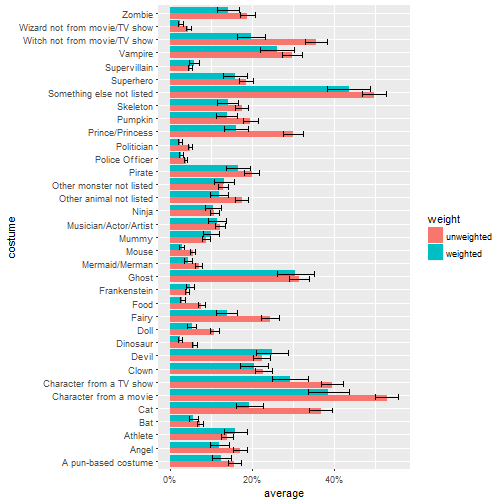 Zombie
Wizard not from movie/TV show
Witch not from movie/TV show
Vampire
Supervillain
Superhero
Something else not listed
Skeleton
Pumpkin
Prince/Princess
Politician
Police Officer
Pirate
Other monster not listed
Other animal not listed
Ninja
Musician/Actor/Artist
Mummy
Mouse
Mermaid/Merman
Ghost
Frankenstein
Food
Fairy
Doll
Dinosaur
Devil
Clown
Character from a TV show
Character from a movie
Cat
Bat
Athlete
Angel
A pun-based costume
costume
0% 20% 40%
average
weight
unweighted
weighted